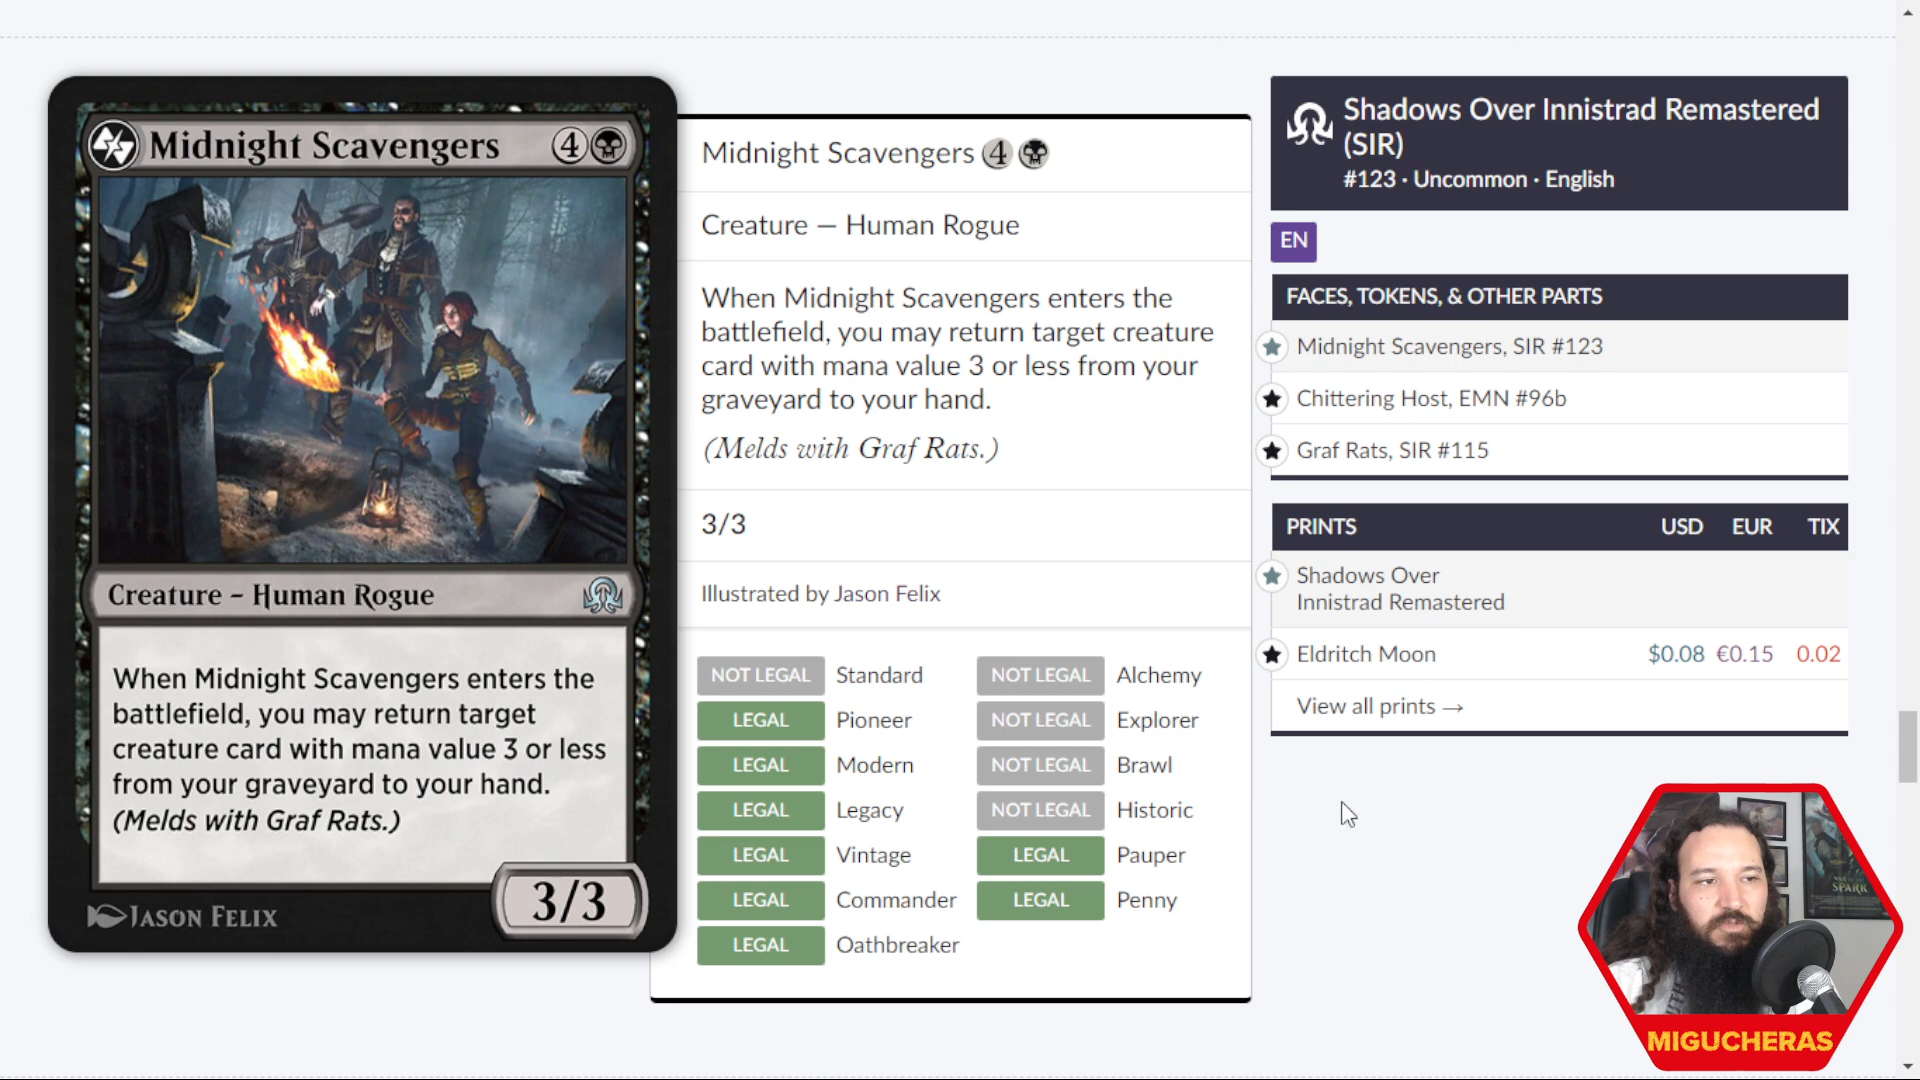 Midnight Scavengers 4
Creature – Human Rogue
When Midnight Scavengers enters the
battlefield, you may return target
creature card with mana value 3 or less
from your graveyard to your hand.
(Melds with Graf Rats.)
3/3
JASON FELIX
Midnight Scavengers 4
Creature — Human Rogue
When Midnight Scavengers enters the
battlefield, you may return target creature
card with mana value 3 or less from your
graveyard to your hand.
(Melds with Graf Rats.)
3/3
Illustrated by Jason Felix
NOT LEGAL Standard NOT LEGAL Alchemy
LEGAL Pioneer NOT LEGAL Explorer
LEGAL Modern NOT LEGAL Brawl
LEGAL Legacy NOT LEGAL Historic
LEGAL Vintage LEGAL Pauper
LEGAL Commander LEGAL Penny
LEGAL Oathbreaker
Shadows Over Innistrad Remastered
(SIR)
#123 · Uncommon · English
EN
FACES, TOKENS, & OTHER PARTS
Midnight Scavengers, SIR #123
Chittering Host, EMN #96b
Graf Rats, SIR #115
PRINTS USD EUR TIX
Shadows Over
Innistrad Remastered
Eldritch Moon $0.08 €0.15 0.02
View all prints →
SPARK
MIGUCHERAS